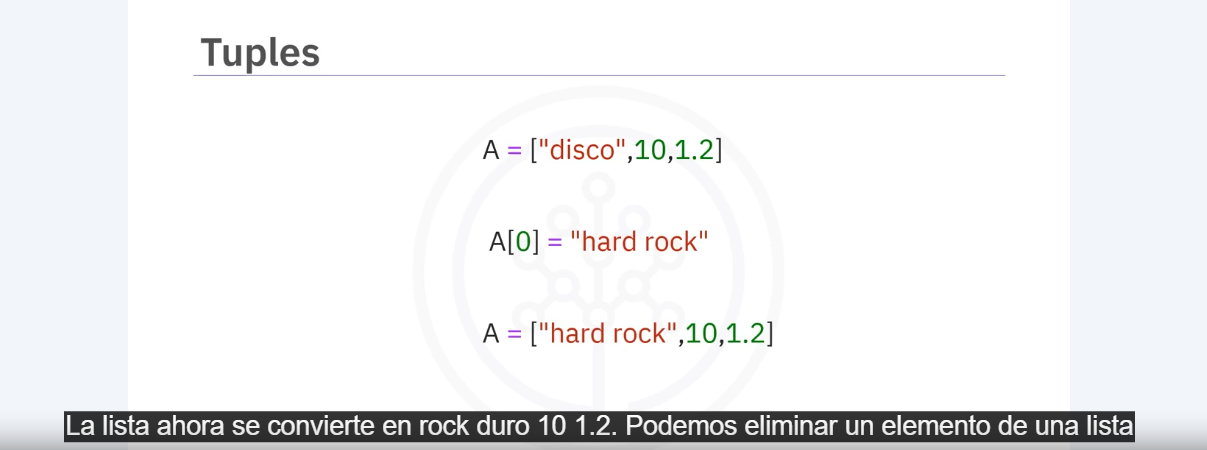 Tuples
A = ["disco",10,1.2]
A[0] = "hard rock"
A = ["hard rock",10,1.2]
La lista ahora se convierte en rock duro 10 1.2. Podemos eliminar un elemento de una lista